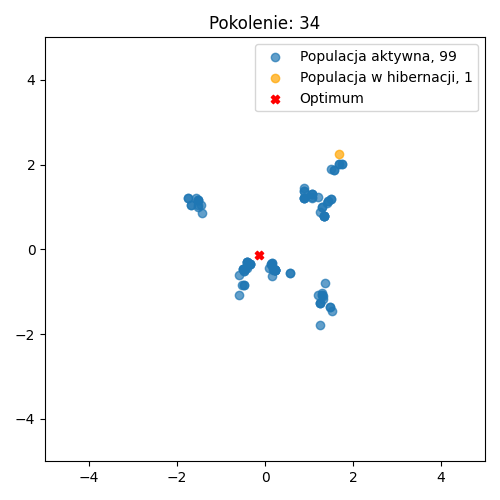 Pokolenie: 34
Populacja aktywna, 99
Populacja w hibernacji, 1
Optimum
4
2
0
−2
−4
−4
−2
0
2
4